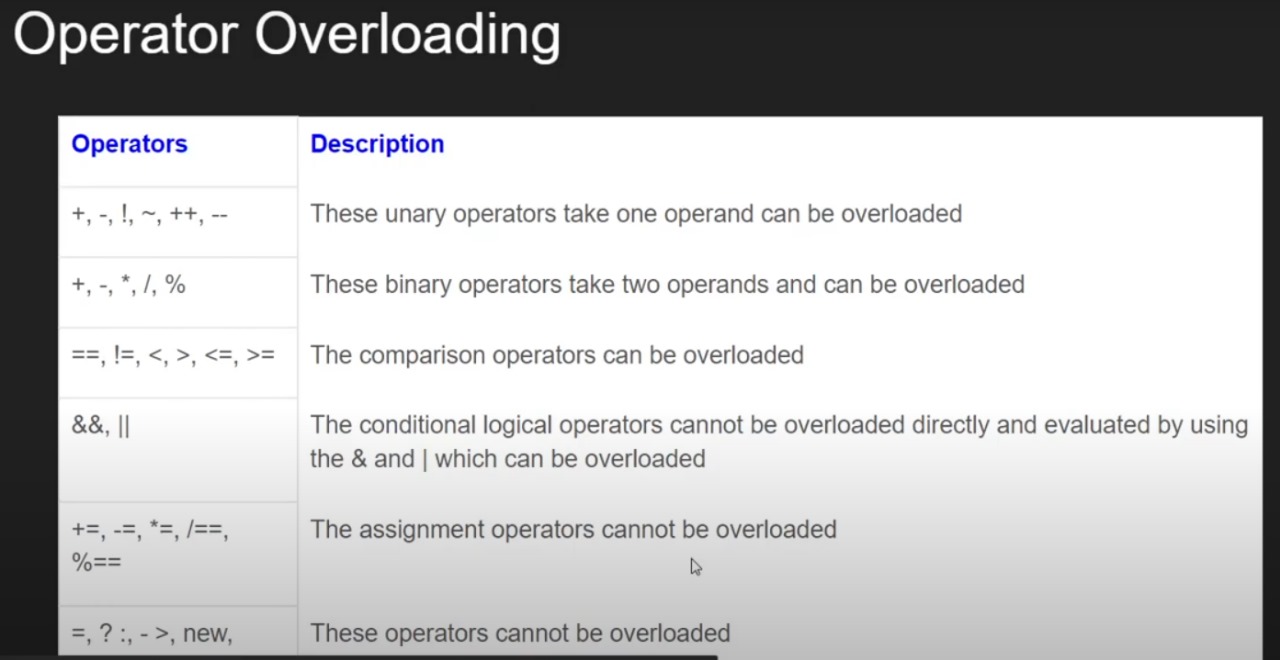 Operator Overloading
Operators Description
+, -, !, ~, ++, -- These unary operators take one operand can be overloaded
+, -, *, /, % These binary operators take two operands and can be overloaded
==, !=, <, >, <=, >= The comparison operators can be overloaded
&&, || The conditional logical operators cannot be overloaded directly and evaluated by using
the & and | which can be overloaded
+=, -=, *=, /==, The assignment operators cannot be overloaded
%==
=, ? :, - >, new, These operators cannot be overloaded